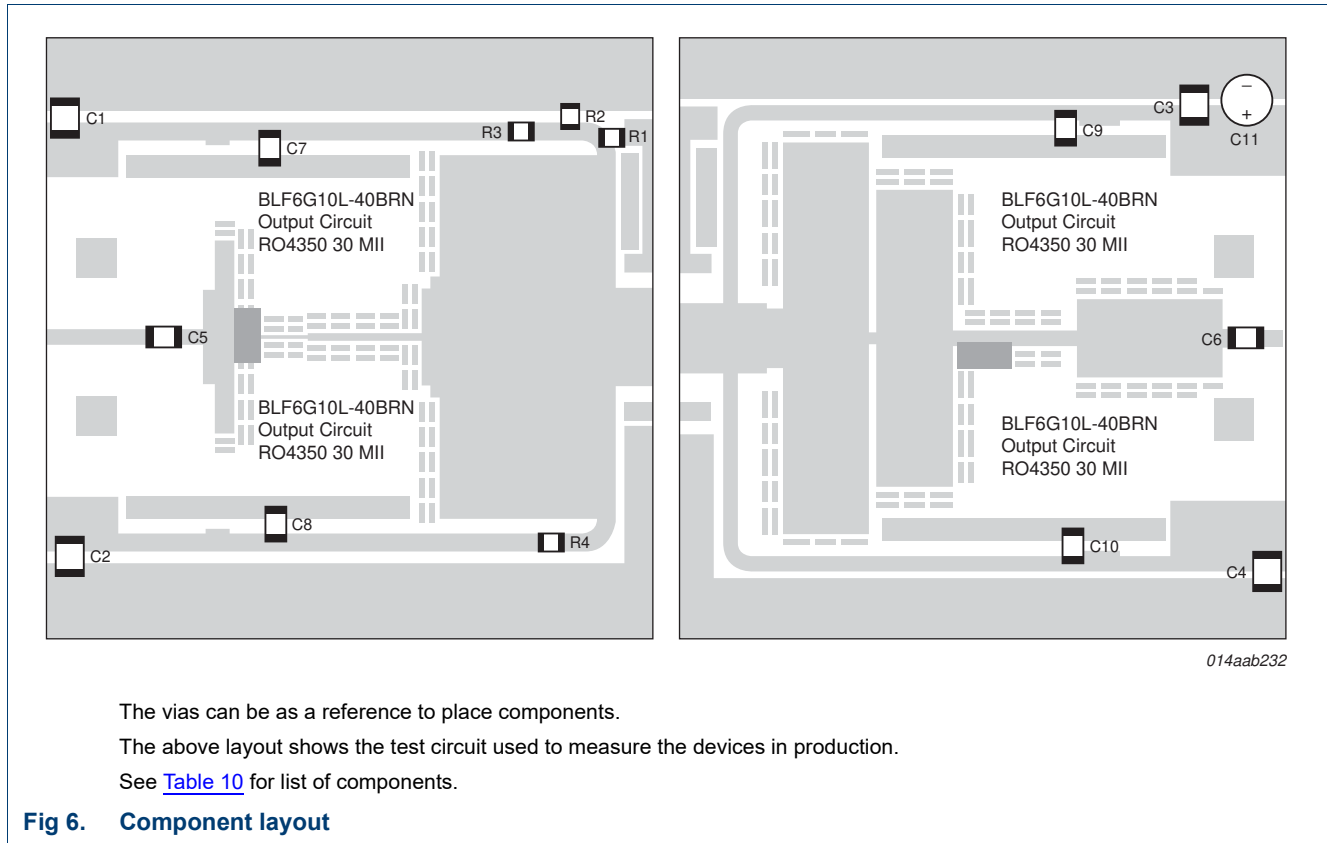 C1
C7
R3
R2
R1
BLF6G10L-40BRN
Output Circuit
RO4350 30 MII
C5
BLF6G10L-40BRN
Output Circuit
RO4350 30 MII
C8
C2
R4
C3
–
+
C11
C9
BLF6G10L-40BRN
Output Circuit
RO4350 30 MII
C6
BLF6G10L-40BRN
Output Circuit
RO4350 30 MII
C10
C4
014aab232
The vias can be as a reference to place components.
The above layout shows the test circuit used to measure the devices in production.
See Table 10 for list of components.
Fig 6. Component layout